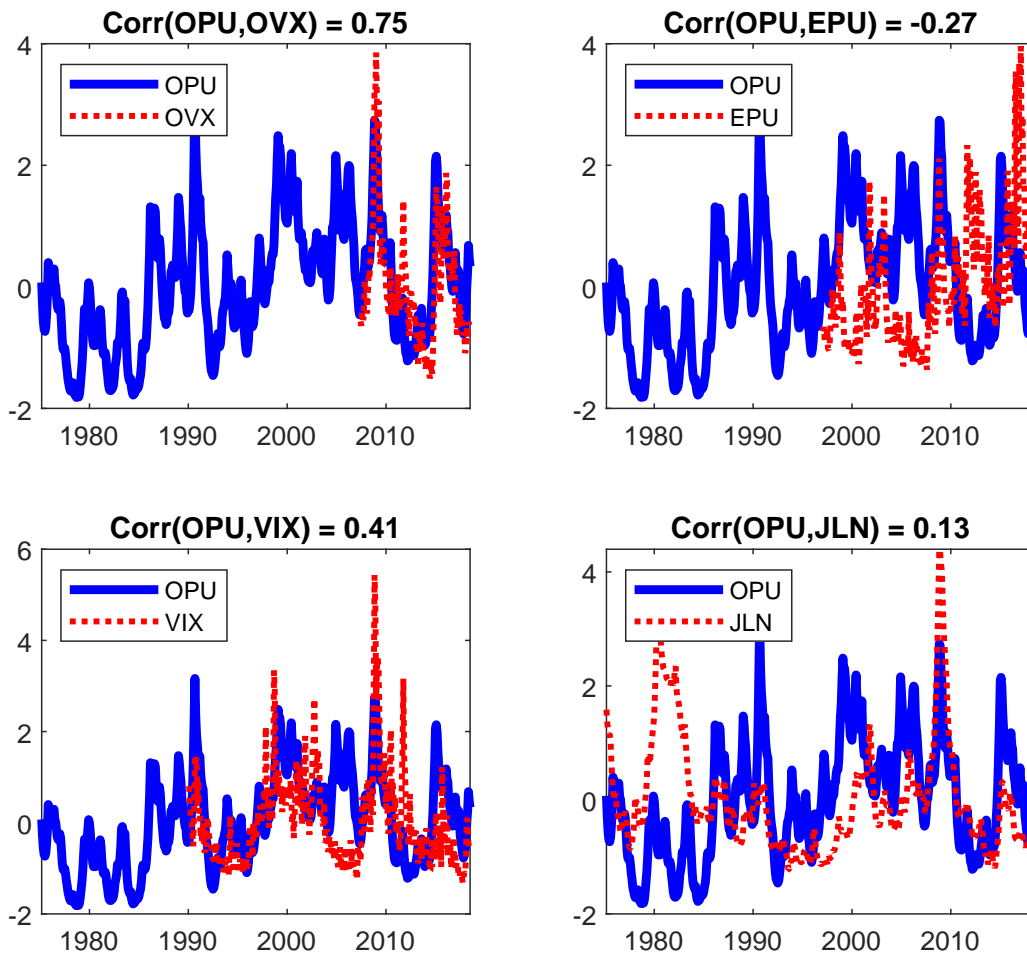 Corr(OPU,OVX) = 0.75
4
2
0
-2
OPU
OVX
1980 1990 2000 2010
Corr(OPU,EPU) = -0.27
4
2
0
-2
OPU
EPU
1980 1990 2000 2010
Corr(OPU,VIX) = 0.41
6
4
2
0
-2
OPU
VIX
1980 1990 2000 2010
Corr(OPU,JLN) = 0.13
4
2
0
-2
OPU
JLN
1980 1990 2000 2010